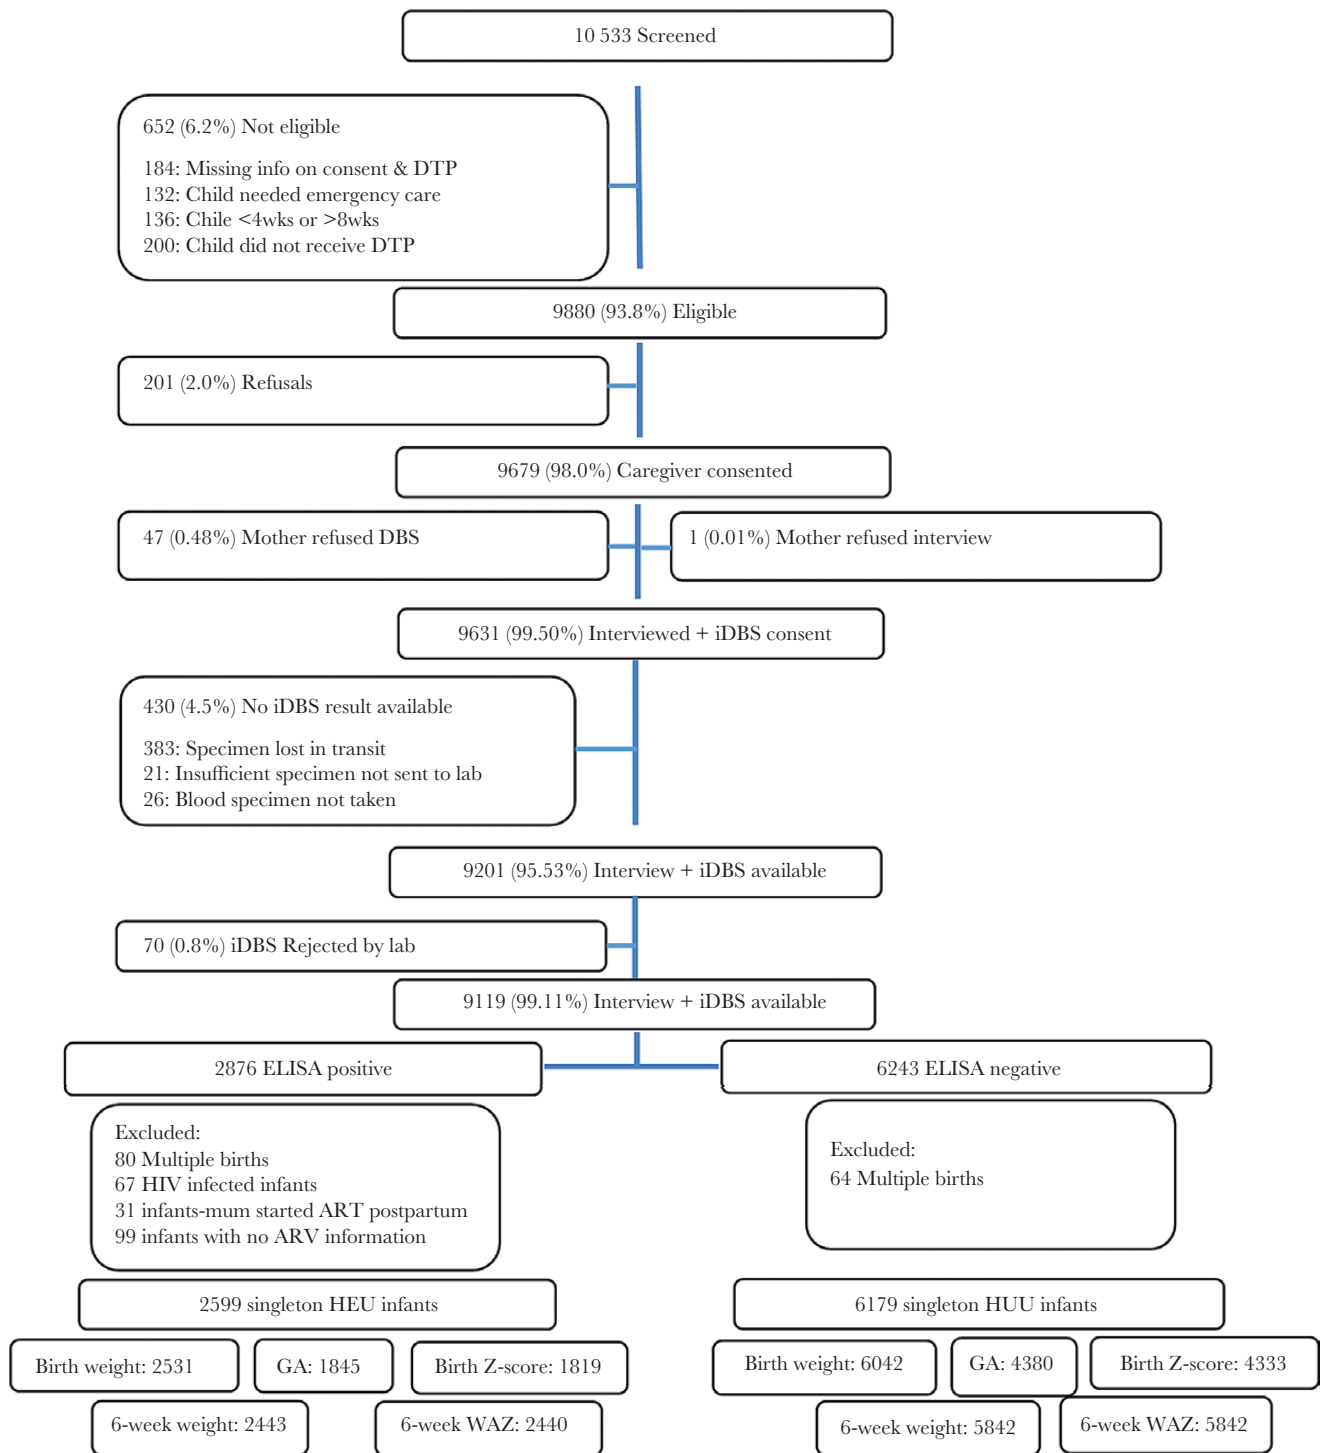 10 533 Screened
652 (6.2%) Not eligible
184: Missing info on consent & DTP
132: Child needed emergency care
136: Chile <4wks or >8wks
200: Child did not receive DTP
9880 (93.8%) Eligible
201 (2.0%) Refusals
9679 (98.0%) Caregiver consented
47 (0.48%) Mother refused DBS
1 (0.01%) Mother refused interview
9631 (99.50%) Interviewed + iDBS consent
430 (4.5%) No iDBS result available
383: Specimen lost in transit
21: Insufficient specimen not sent to lab
26: Blood specimen not taken
9201 (95.53%) Interview + iDBS available
70 (0.8%) iDBS Rejected by lab
9119 (99.11%) Interview + iDBS available
2876 ELISA positive
6243 ELISA negative
Excluded:
80 Multiple births
67 HIV infected infants
31 infants-mum started ART postpartum
99 infants with no ARV information
Excluded:
64 Multiple births
2599 singleton HEU infants
6179 singleton HUU infants
Birth weight: 2531
GA: 1845
Birth Z-score: 1819
6-week weight: 2443
6-week WAZ: 2440
Birth weight: 6042
GA: 4380
Birth Z-score: 4333
6-week weight: 5842
6-week WAZ: 5842